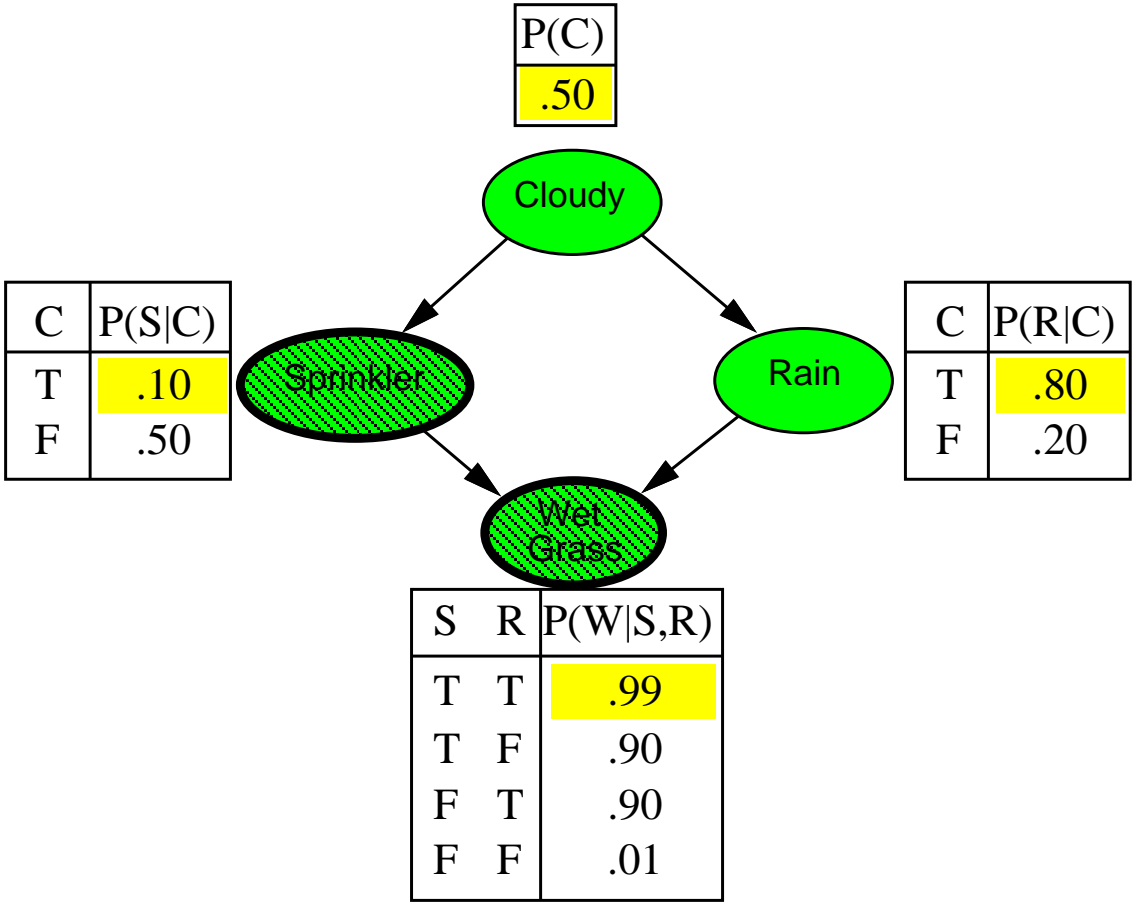 P(C)
.50
Cloudy
C P(S|C)
T .10
F .50
Sprinkler
Rain
C P(R|C)
T .80
F .20
Wet
Grass
S R P(W|S,R)
T T .99
T F .90
F T .90
F F .01